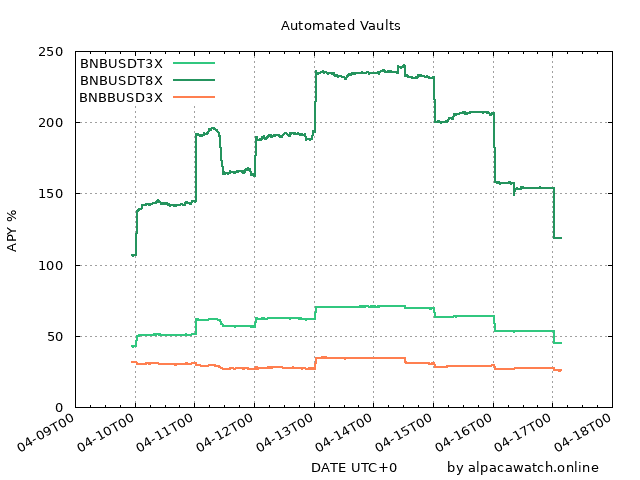 Automated Vaults
250
200
150
100
50
0
APY %
BNBUSDT3X
BNBUSDT8X
BNBBUSD3X
04-09T00
04-10T00
04-11T00
04-12T00
04-13T00
04-14T00
04-15T00
04-16T00
04-17T00
04-18T00
DATE UTC+0
by alpacawatch.online